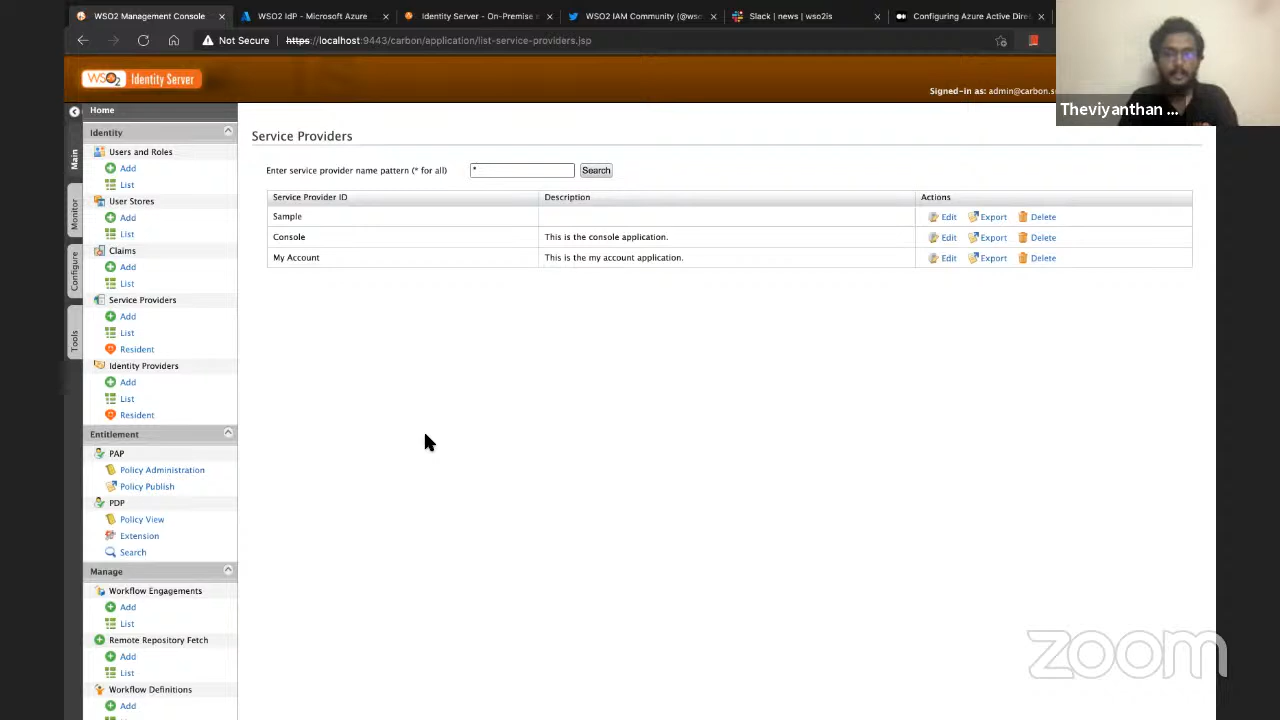 WSO2 Management Console
WSO2 IdP - Microsoft Azure
Identity Server - On-Premise
WSO2 IAM Community (@wso
Slack | news | wso2is
Configuring Azure Active Dire
Not Secure
https://localhost:9443/carbon/application/list-service-providers.jsp
WSO2 Identity Server
Signed-in as: admin@carbon.s
Theviyanthan ...
Home
Main
Monitor
Configure
Tools
Identity
Users and Roles
Add
List
User Stores
Add
List
Claims
Add
List
Service Providers
Add
List
Resident
Identity Providers
Add
List
Resident
Entitlement
PAP
Policy Administration
Policy Publish
PDP
Policy View
Extension
Search
Manage
Workflow Engagements
Add
List
Remote Repository Fetch
Add
List
Workflow Definitions
Add
Service Providers
Enter service provider name pattern (* for all) * Search
Service Provider ID Description Actions
Sample Edit Export Delete
Console This is the console application. Edit Export Delete
My Account This is the my account application. Edit Export Delete
zoom